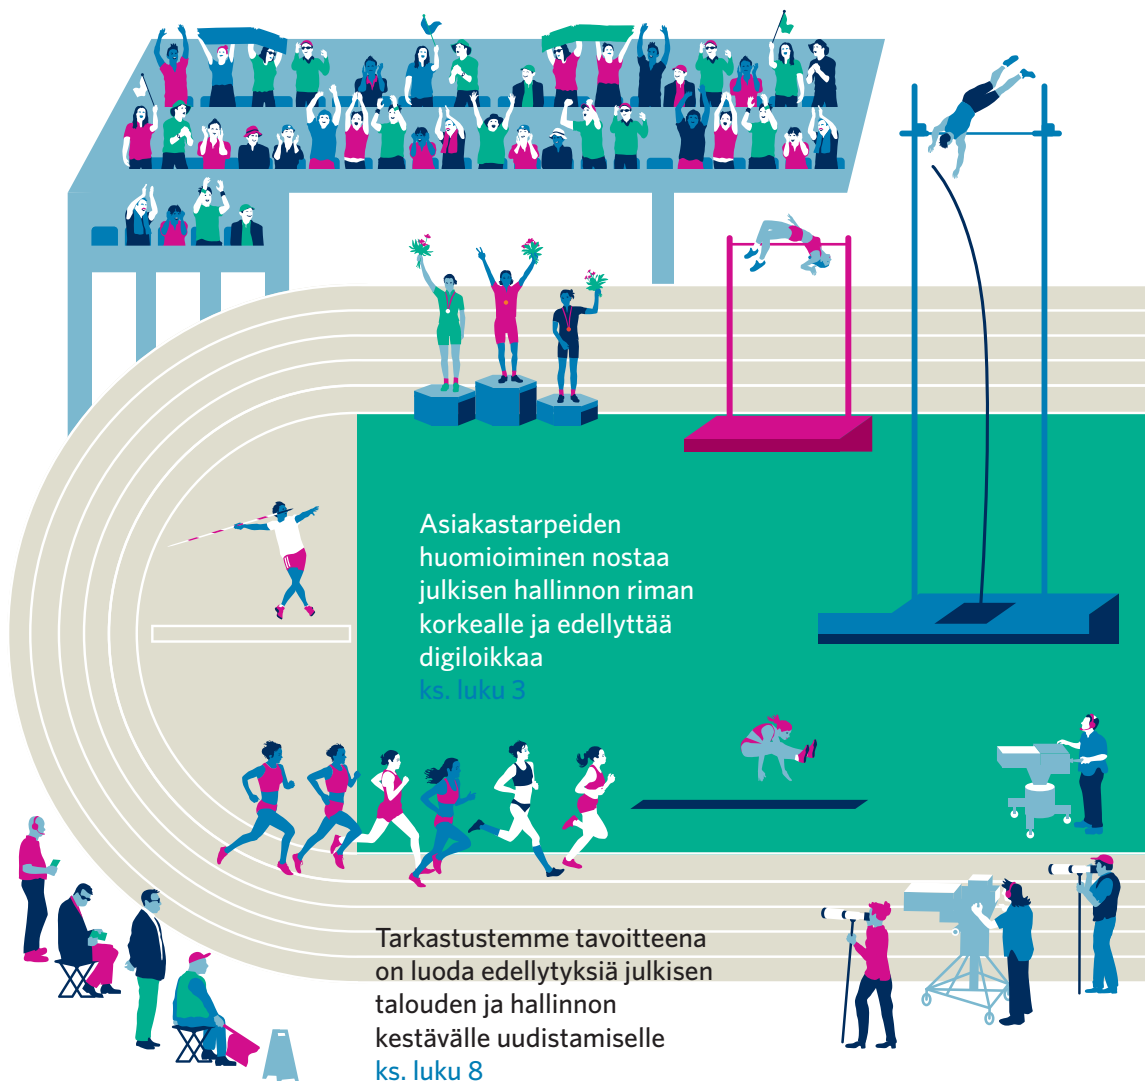 Asiakastarpeiden
huomioiminen nostaa
julkisen hallinnon riman
korkealle ja edellyttää
digiloikkaa
ks. luku 3
Tarkastustemme tavoitteena
on luoda edellytyksiä julkisen
talouden ja hallinnon
kestävälle uudistamiselle
ks. luku 8